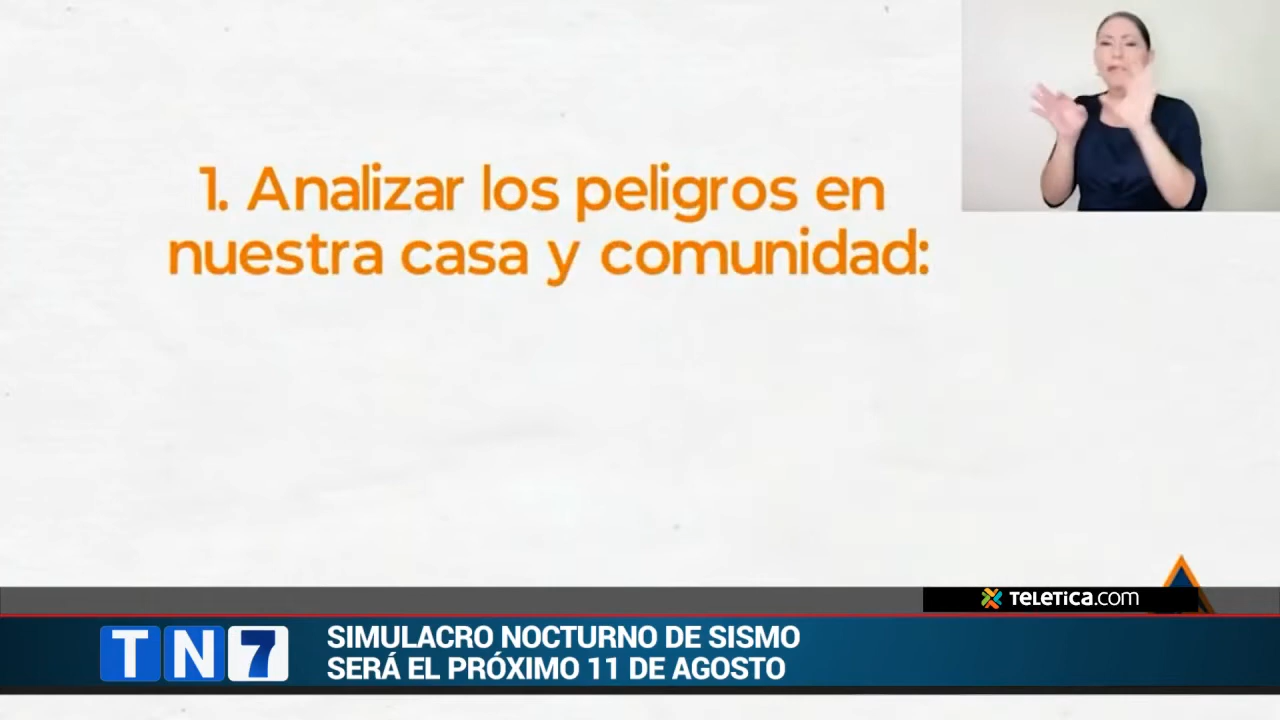 1. Analizar los peligros en
nuestra casa y comunidad:
TELETICA.com
TN7
SIMULACRO NOCTURNO DE SISMO
SERÁ EL PRÓXIMO 11 DE AGOSTO